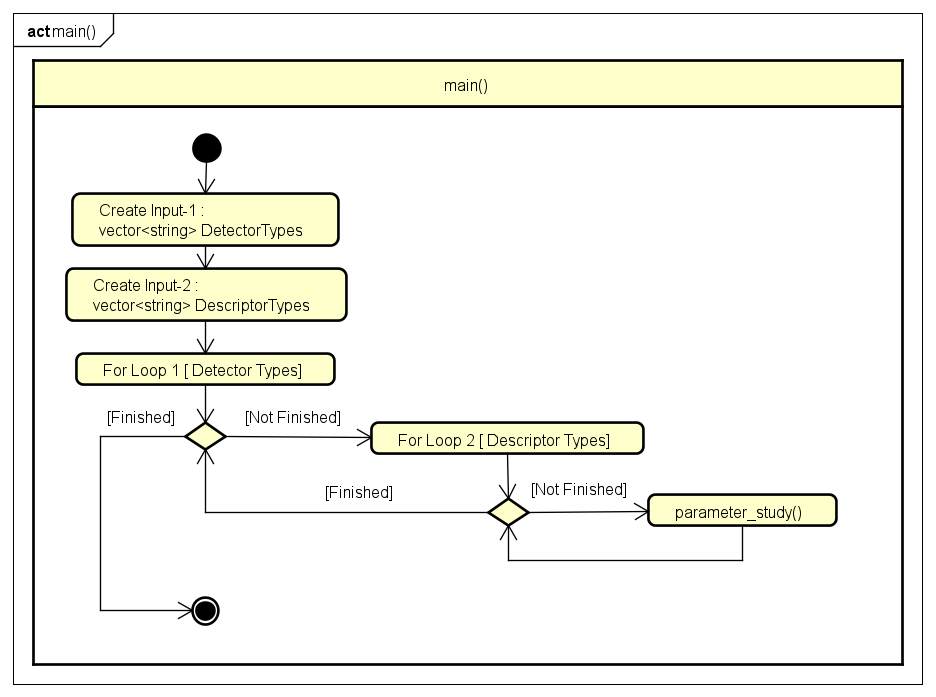 act main()
main()
Create Input-1 :
vector<string> DetectorTypes
Create Input-2 :
vector<string> DescriptorTypes
For Loop 1 [ Detector Types]
[Finished]
[Not Finished]
For Loop 2 [ Descriptor Types]
[Finished]
[Not Finished]
parameter_study()